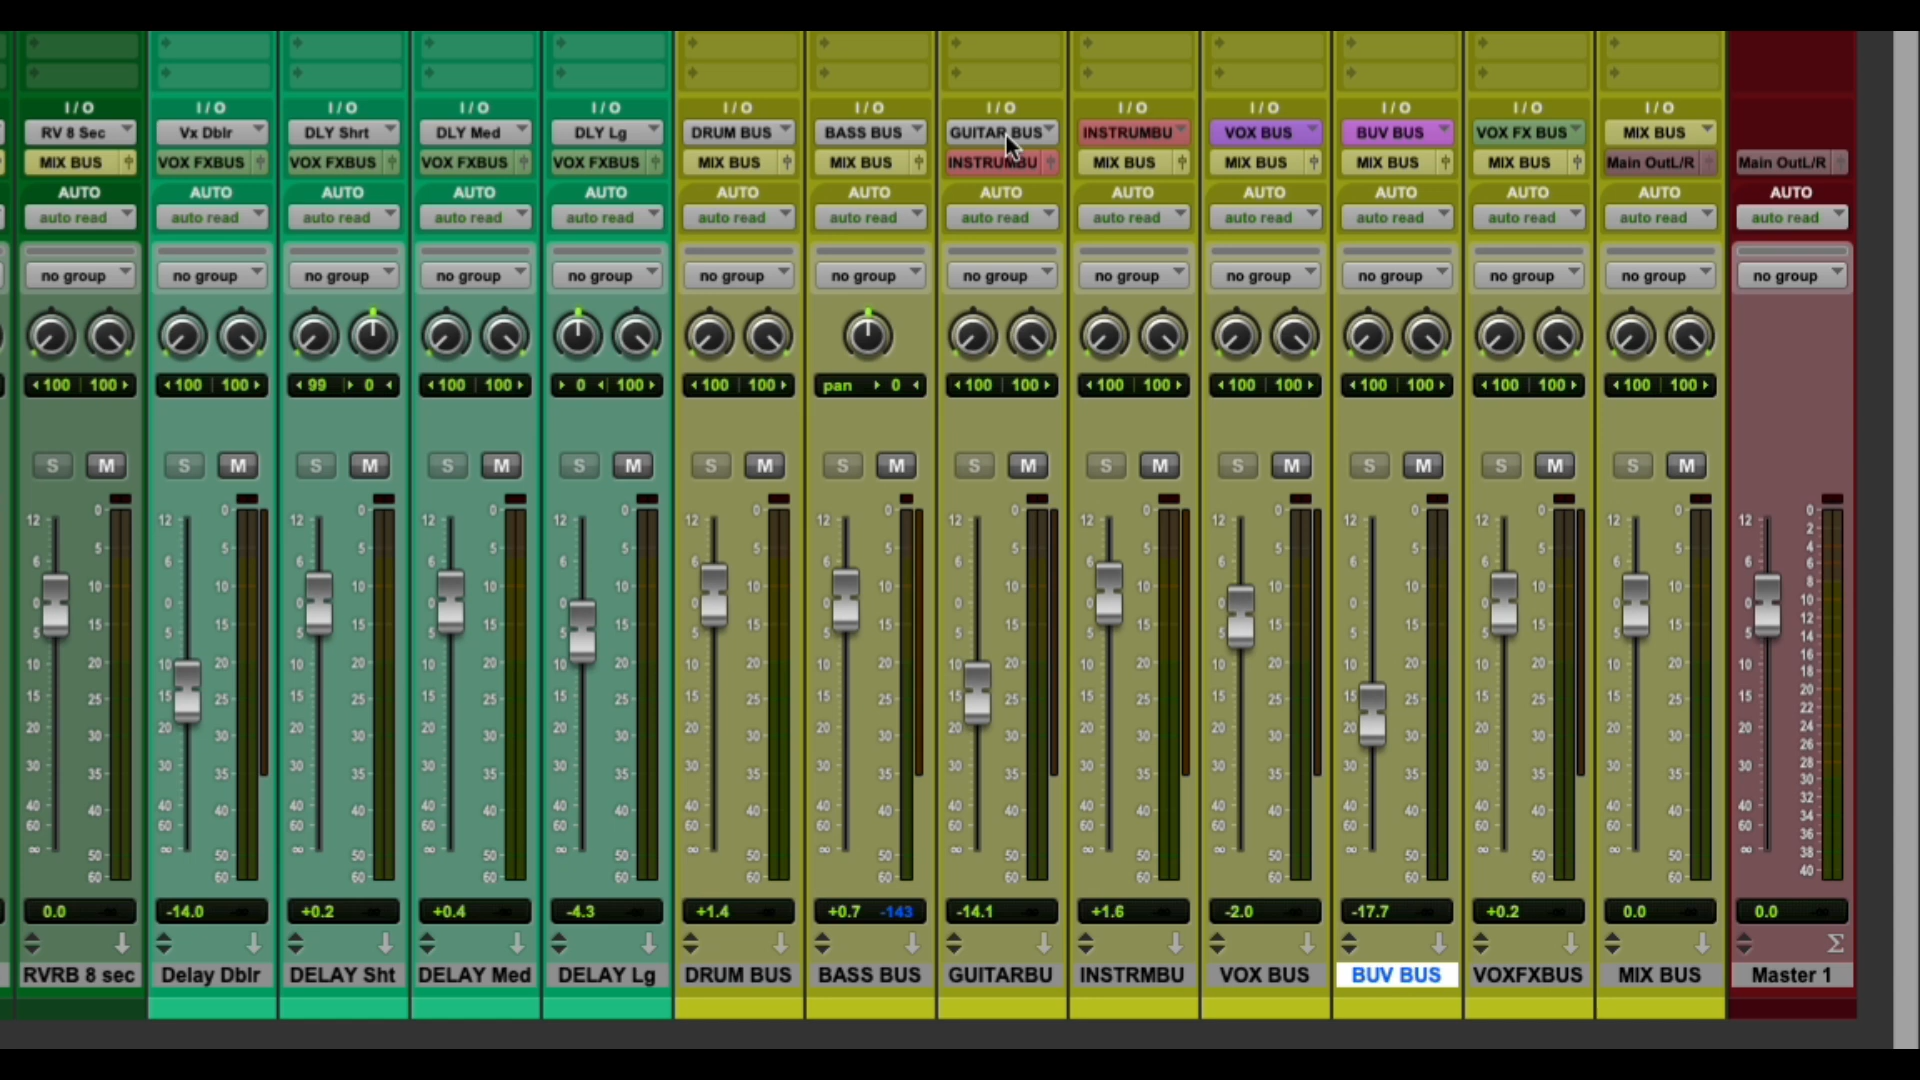 I/O I/O I/O I/O I/O I/O I/O I/O I/O I/O I/O I/O I/O
RV 8 Sec Vx Dblr DLY Shrt DLY Med DLY Lg DRUM BUS BASS BUS GUITAR BUS INSTRUMBU VOX BUS BUV BUS VOX FX BUS MIX BUS
MIX BUS VOX FXBUS VOX FXBUS VOX FXBUS VOX FXBUS MIX BUS MIX BUS INSTRUMBU MIX BUS MIX BUS MIX BUS MIX BUS Main OutL/R Main OutL/R
AUTO AUTO AUTO AUTO AUTO AUTO AUTO AUTO AUTO AUTO AUTO AUTO AUTO AUTO
auto read auto read auto read auto read auto read auto read auto read auto read auto read auto read auto read auto read auto read auto read
no group no group no group no group no group no group no group no group no group no group no group no group no group no group
100 100 100 100 99 0 100 100 0 100 100 100 pan 0 100 100 100 100 100 100 100 100 100 100 100 100
S M S M S M S M S M S M S M S M S M S M S M S M S M
0.0 -∞ -14.0 -∞ +0.2 -∞ +0.4 -∞ -4.3 -∞ +1.4 -∞ +0.7 -143 -14.1 -∞ +1.6 -∞ -2.0 -∞ -17.7 -∞ +0.2 -∞ 0.0 -∞ 0.0 -∞
Σ
RVRB 8 sec Delay Dblr DELAY Sht DELAY Med DELAY Lg DRUM BUS BASS BUS GUITARBU INSTRMBU VOX BUS BUV BUS VOXFXBUS MIX BUS Master 1